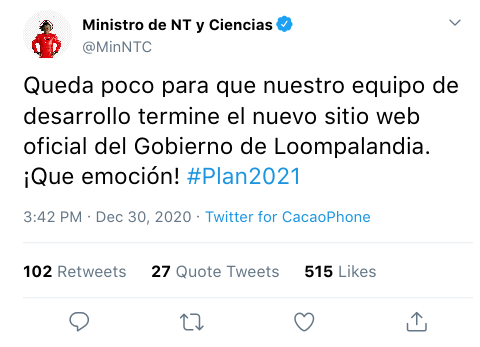 Ministro de NT y Ciencias
@MinNTC
Queda poco para que nuestro equipo de
desarrollo termine el nuevo sitio web
oficial del Gobierno de Loompalandia.
¡Que emoción! #Plan2021
3:42 PM · Dec 30, 2020 · Twitter for CacaoPhone
102 Retweets 27 Quote Tweets 515 Likes